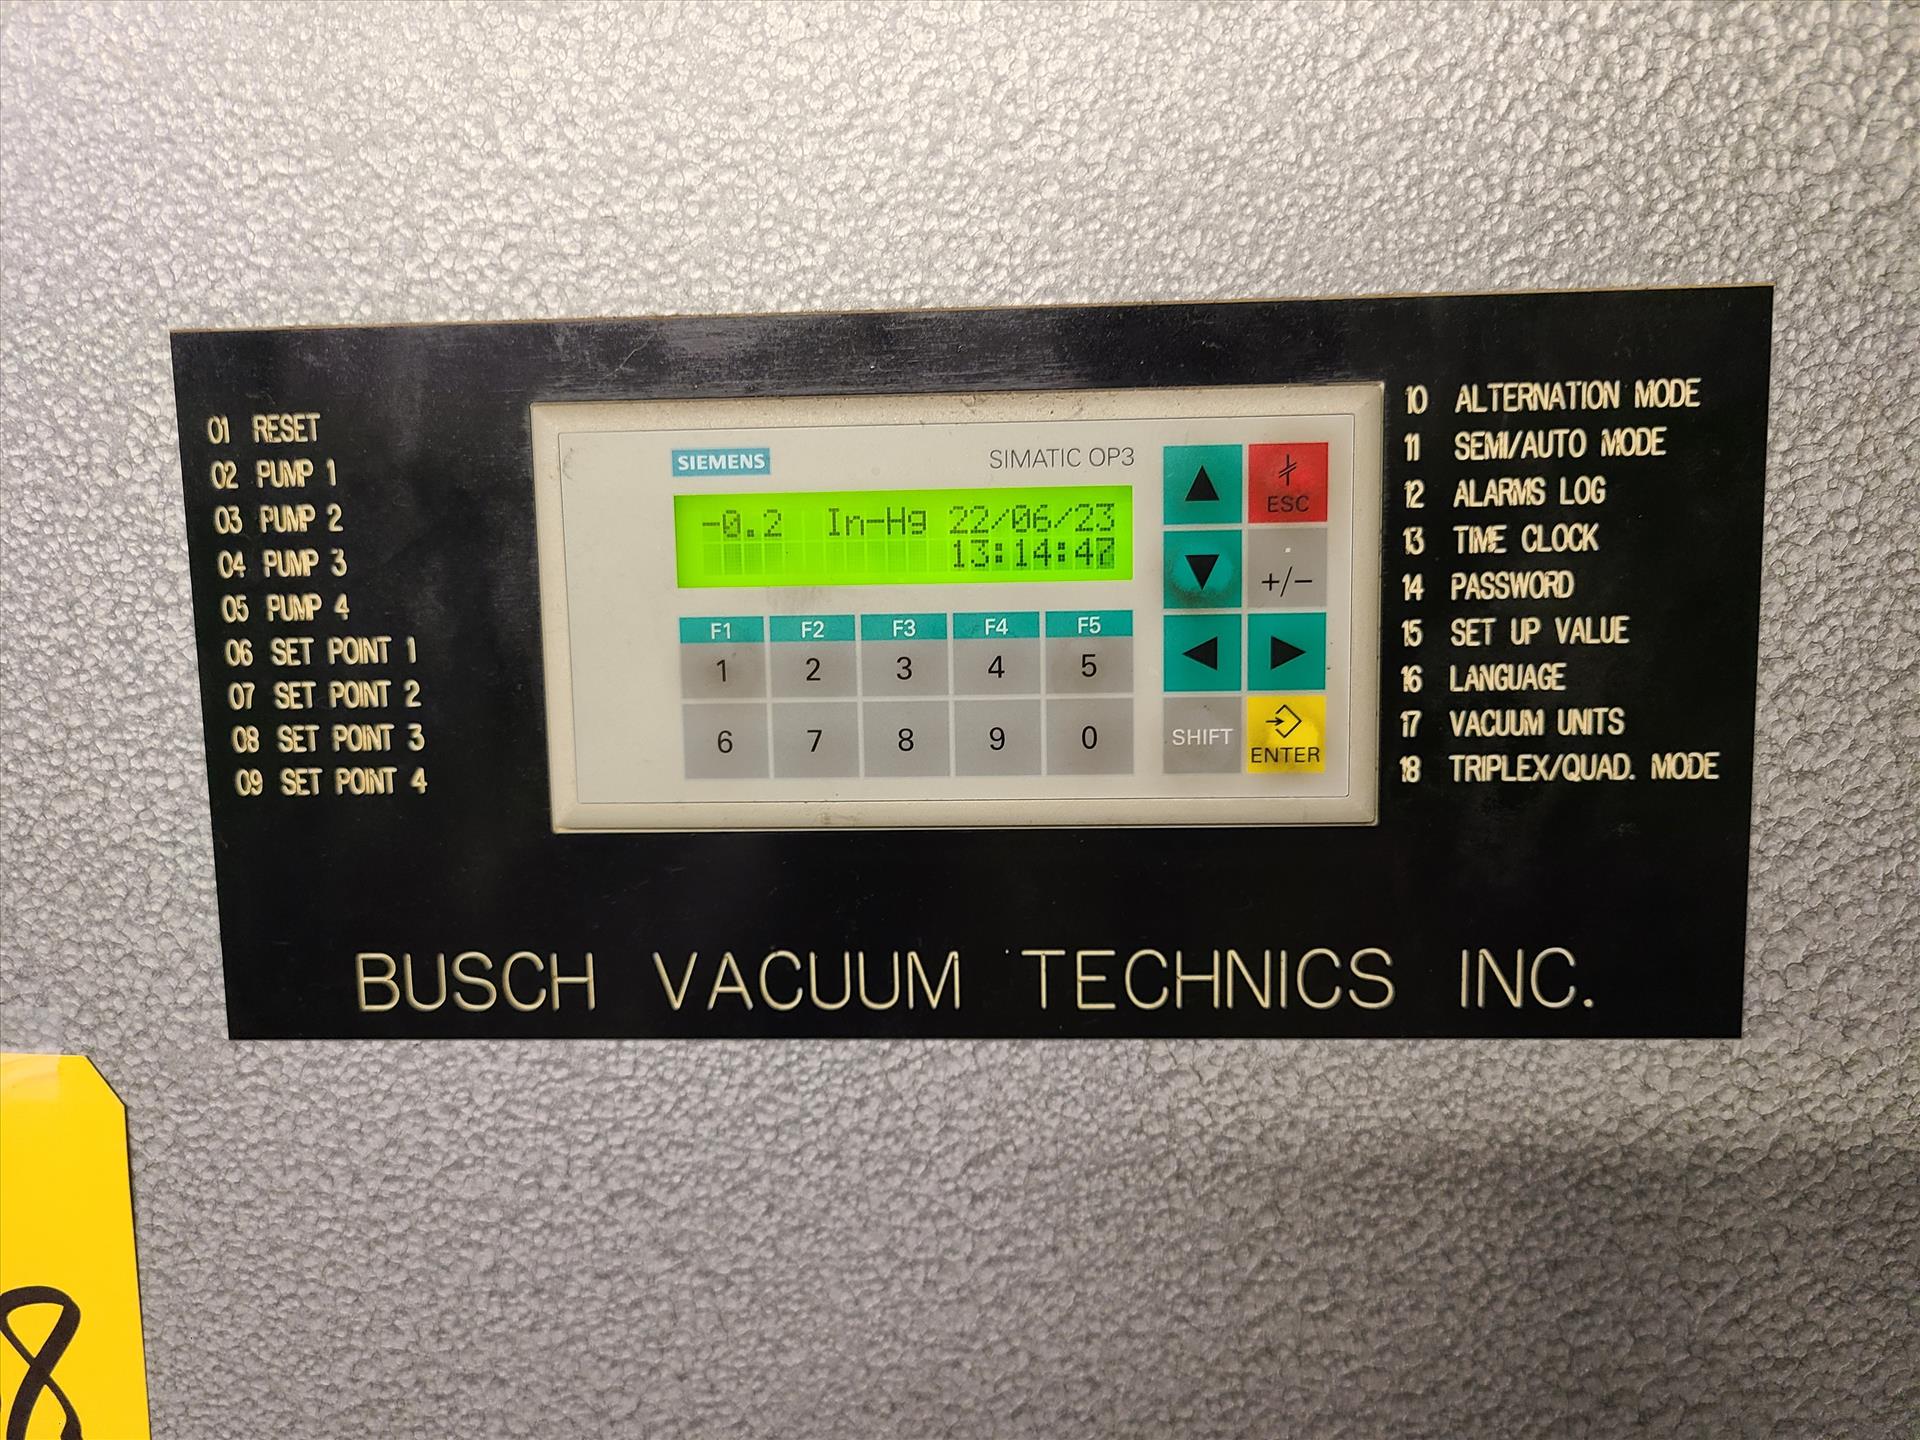 01 RESET
02 PUMP 1
03 PUMP 2
04 PUMP 3
05 PUMP 4
06 SET POINT 1
07 SET POINT 2
08 SET POINT 3
09 SET POINT 4
SIEMENS
SIMATIC OP3
-0.2 In-Hg 22/06/23
13:14:47
F1 F2 F3 F4 F5
1 2 3 4 5
6 7 8 9 0
ESC
+/-
SHIFT
ENTER
10 ALTERNATION MODE
11 SEMI/AUTO MODE
12 ALARMS LOG
13 TIME CLOCK
14 PASSWORD
15 SET UP VALUE
16 LANGUAGE
17 VACUUM UNITS
18 TRIPLEX/QUAD. MODE
BUSCH VACUUM TECHNICS INC.
8